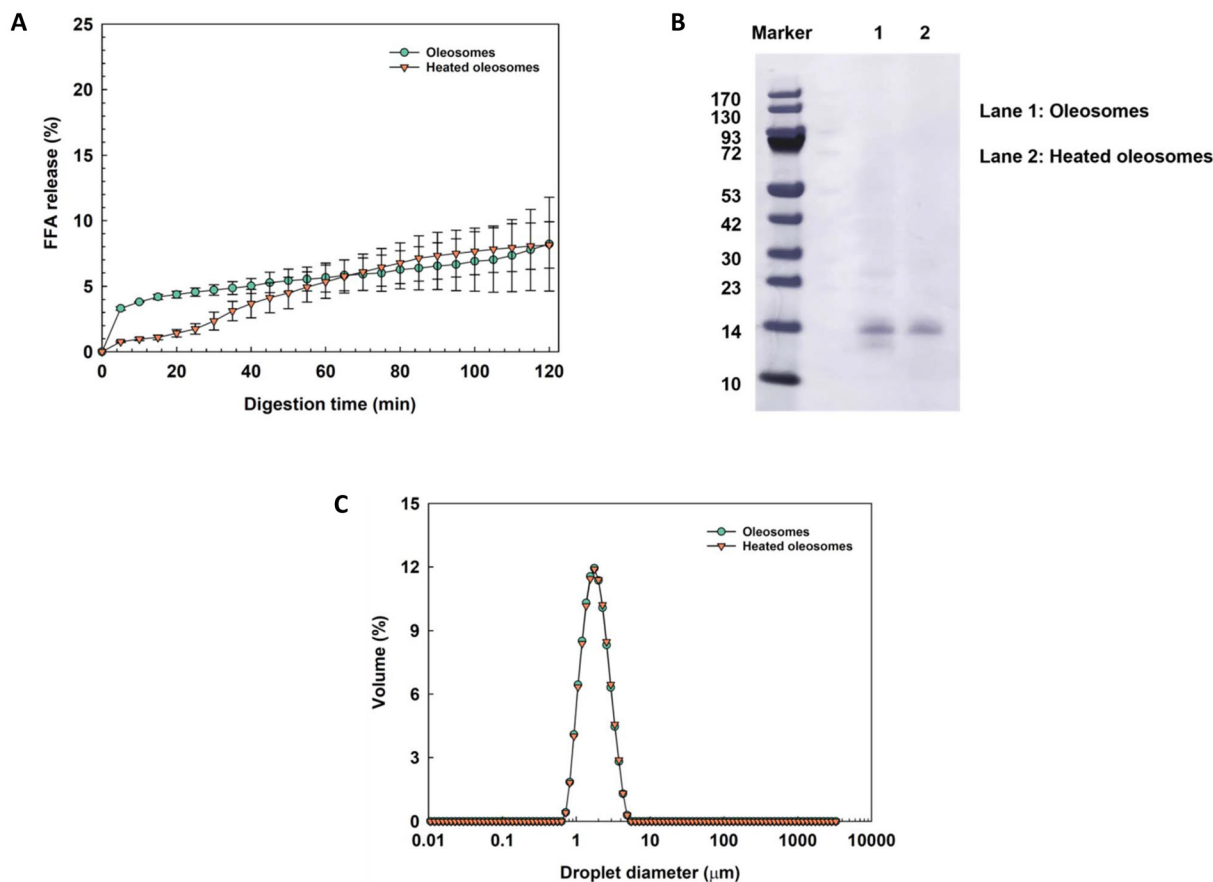 A
25
20
15
10
5
0
FFA release (%)
Oleosomes
Heated oleosomes
0 20 40 60 80 100 120
Digestion time (min)
B
Marker 1 2
170
130
93
72
53
42
30
23
14
10
Lane 1: Oleosomes
Lane 2: Heated oleosomes
C
15
12
9
6
3
0
Volume (%)
Oleosomes
Heated oleosomes
0.01 0.1 1 10 100 1000 10000
Droplet diameter (μm)